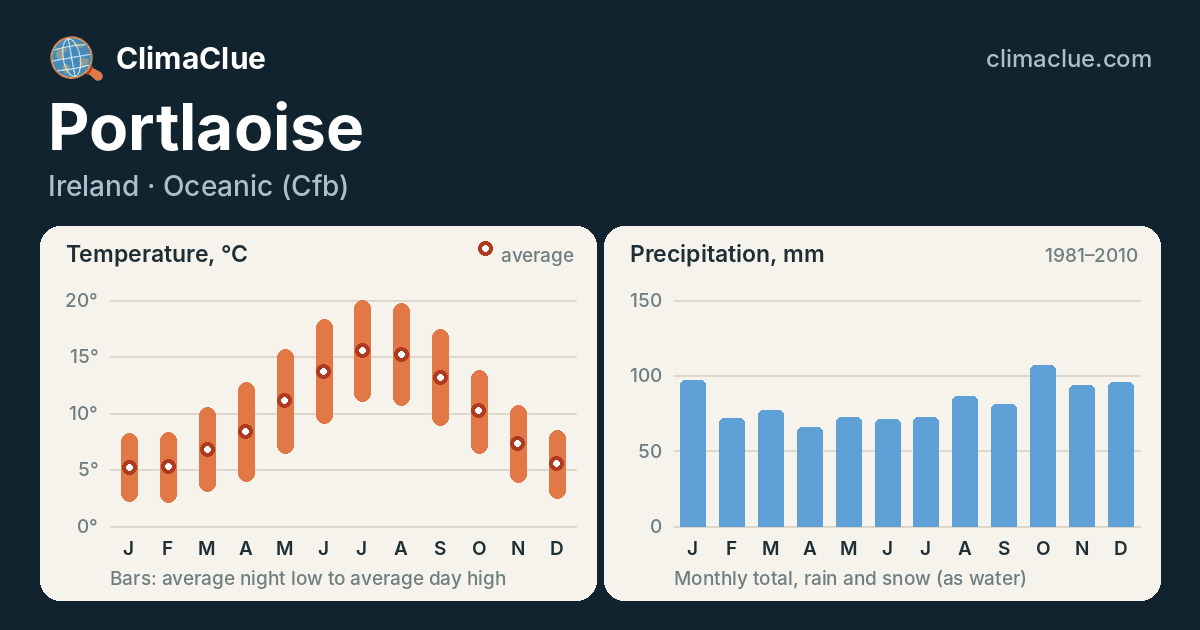 ClimaClue
climaclue.com
Portlaoise
Ireland · Oceanic (Cfb)
Temperature, °C
average
20°
15°
10°
5°
0°
J F M A M J J A S O N D
Bars: average night low to average day high
Precipitation, mm
1981–2010
150
100
50
0
J F M A M J J A S O N D
Monthly total, rain and snow (as water)